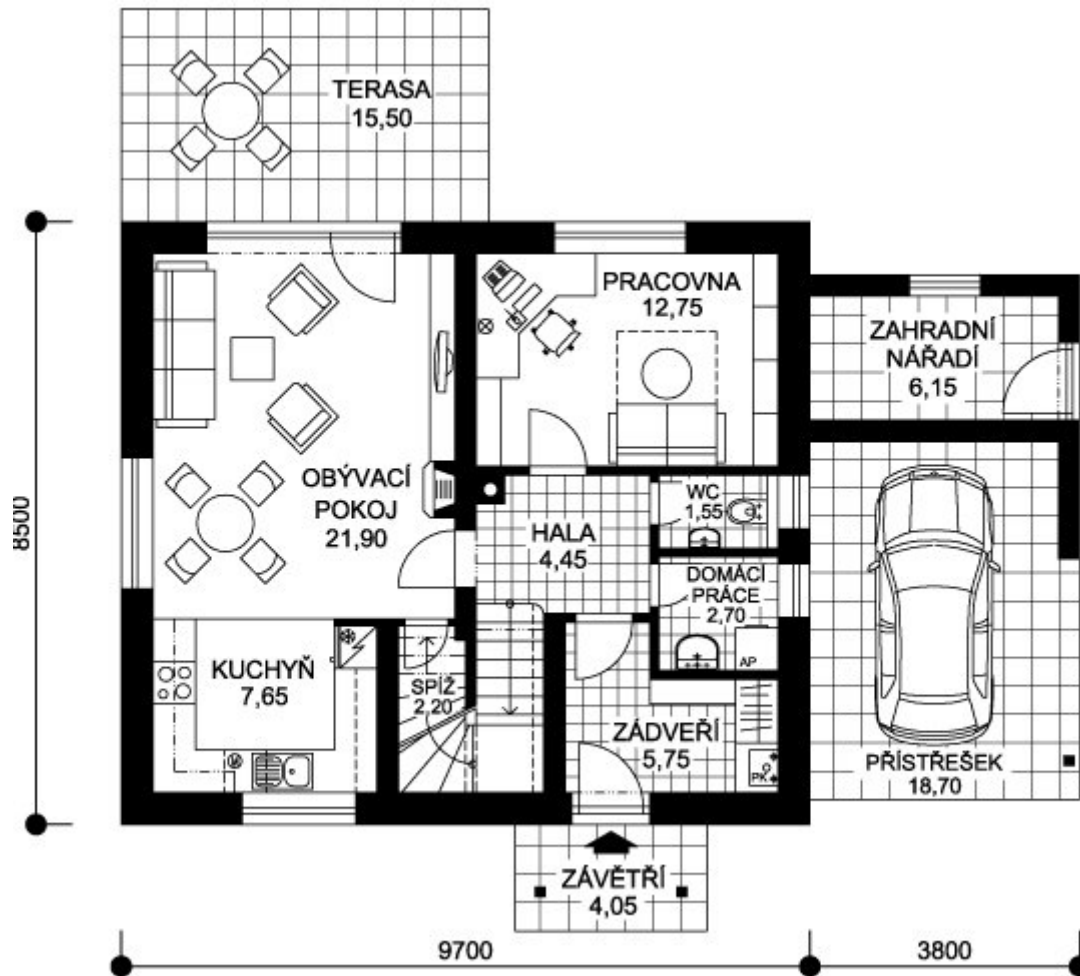 TERASA
15,50
PRACOVNA
12,75
ZAHRADNÍ
NÁŘADÍ
6,15
OBÝVACÍ
POKOJ
21,90
WC
1,55
HALA
4,45
DOMÁCÍ
PRÁCE
2,70
AP
8500
KUCHYŇ
7,65
SPÍŽ
2,20
ZÁDVEŘÍ
5,75
PK
PŘÍSTŘEŠEK
18,70
ZÁVĚTŘÍ
4,05
9700
3800